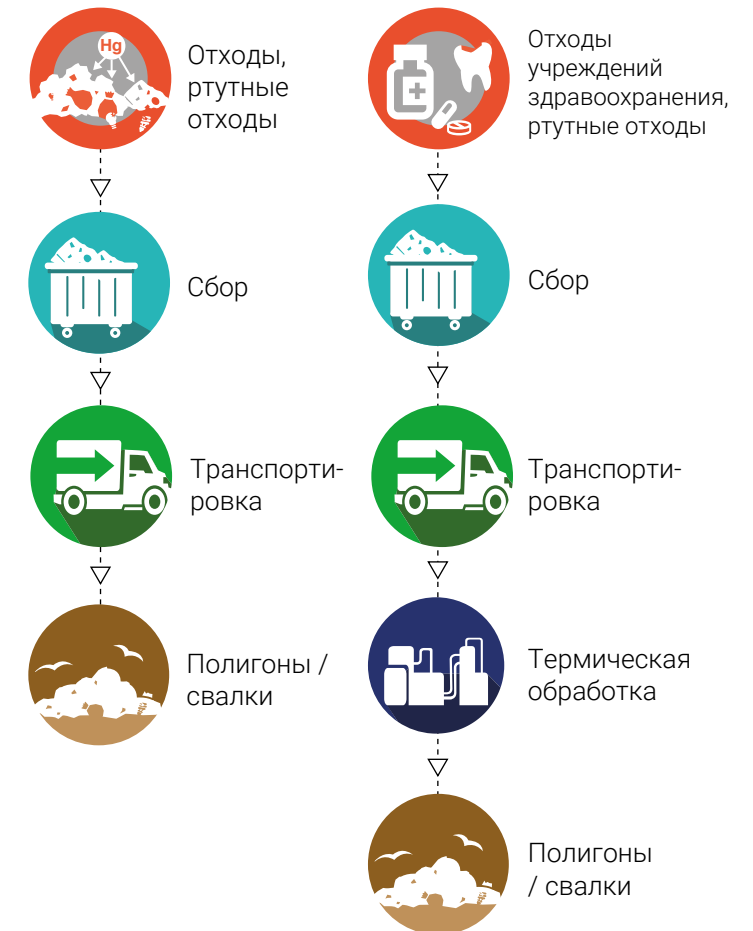 Hg
Отходы,
ртутные
отходы
Сбор
Транспорти-
ровка
Полигоны /
свалки
Отходы
учреждений
здравоохранения,
ртутные отходы
Сбор
Транспорти-
ровка
Термическая
обработка
Полигоны
/ свалки